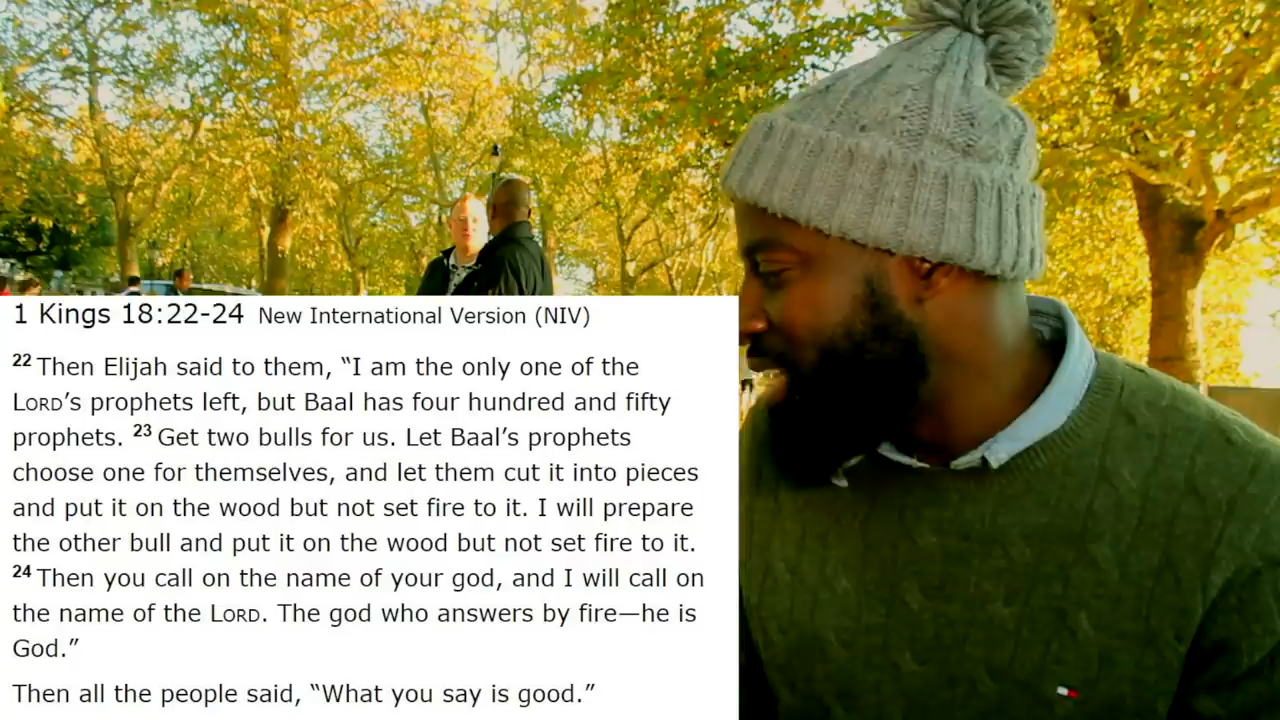 1 Kings 18:22-24 New International Version (NIV)
22 Then Elijah said to them, “I am the only one of the
LORD’s prophets left, but Baal has four hundred and fifty
prophets. 23 Get two bulls for us. Let Baal’s prophets
choose one for themselves, and let them cut it into pieces
and put it on the wood but not set fire to it. I will prepare
the other bull and put it on the wood but not set fire to it.
24 Then you call on the name of your god, and I will call on
the name of the LORD. The god who answers by fire—he is
God.”
Then all the people said, “What you say is good.”